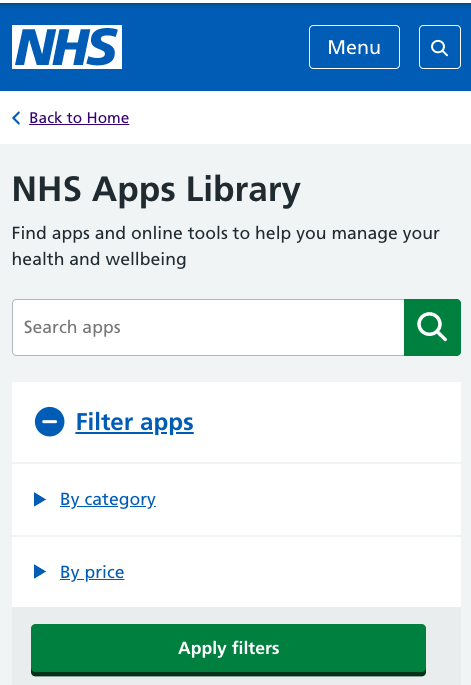 NHS
Menu
Back to Home
NHS Apps Library
Find apps and online tools to help you manage your
health and wellbeing
Search apps
Filter apps
By category
By price
Apply filters